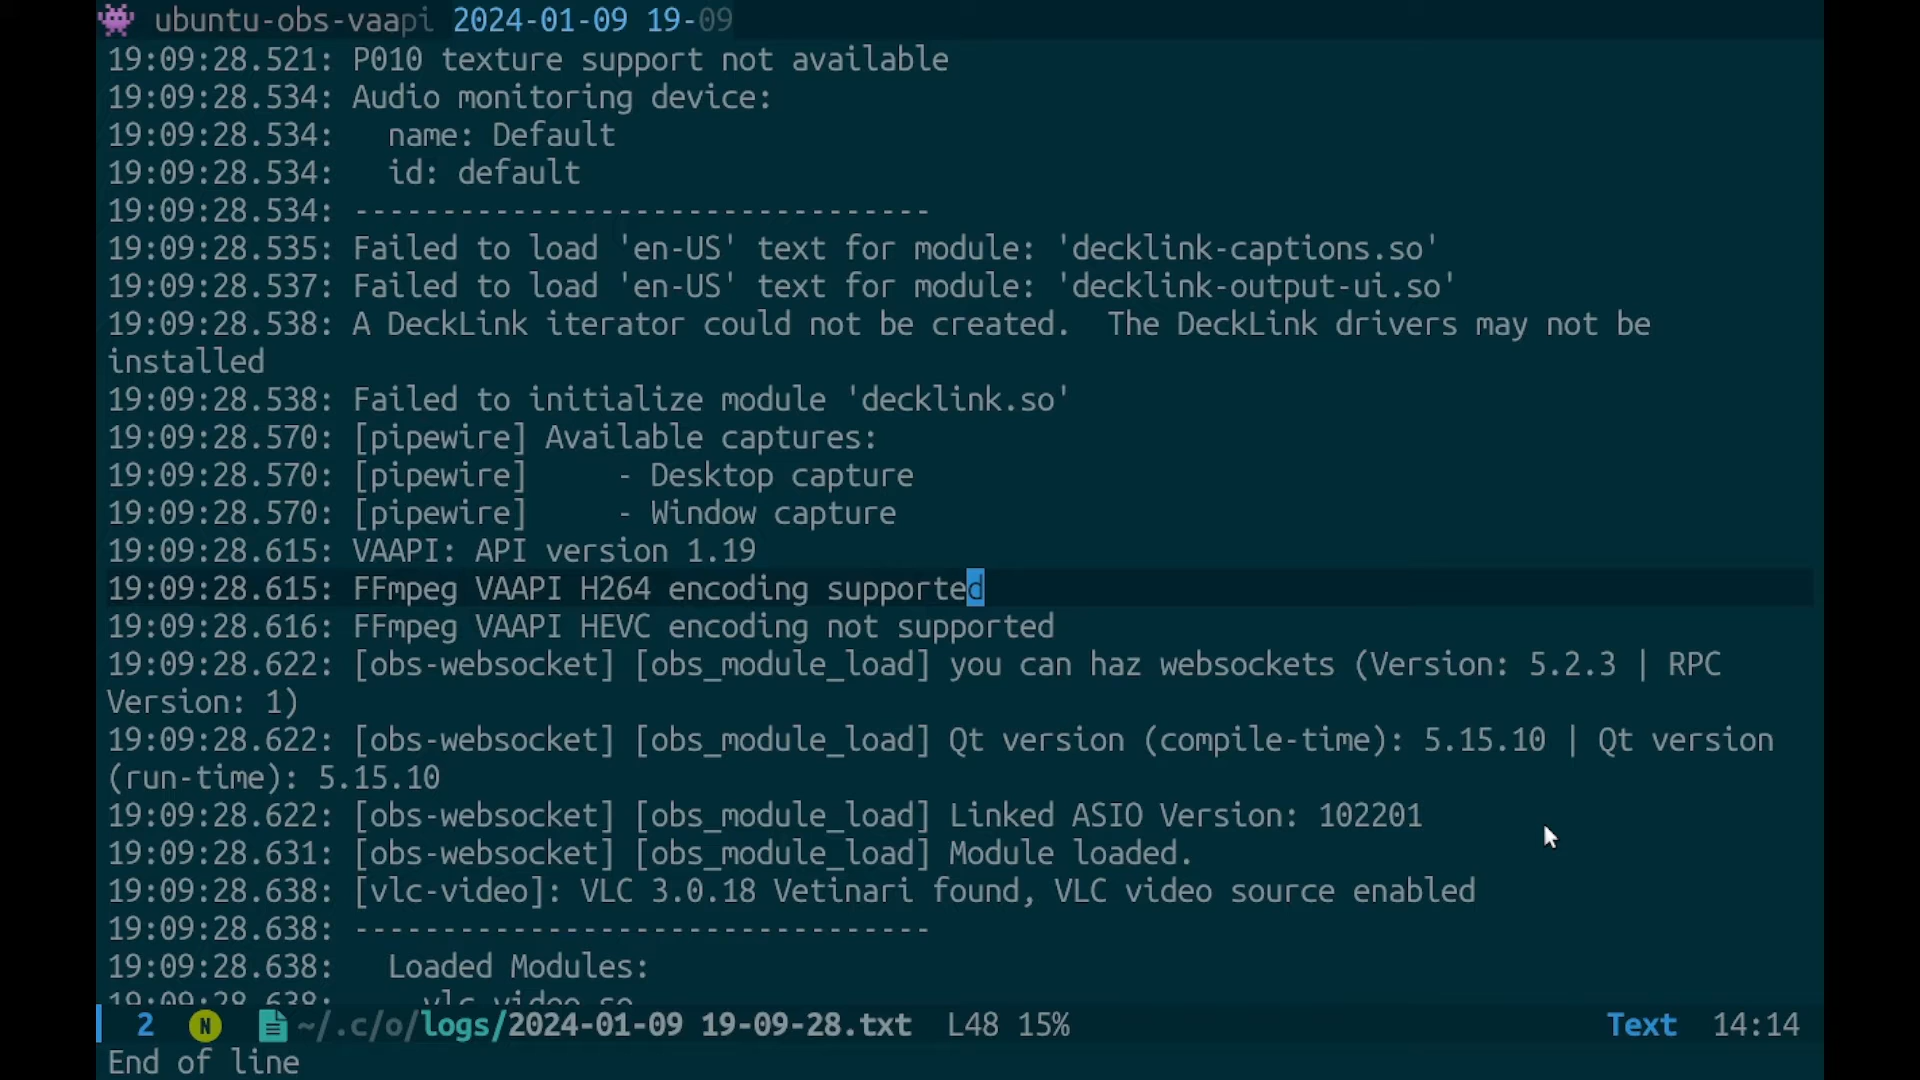 ubuntu-obs-vaapi 2024-01-09 19-09
19:09:28.521: P010 texture support not available
19:09:28.534: Audio monitoring device:
19:09:28.534:   name: Default
19:09:28.534:   id: default
19:09:28.534: ---------------------------------
19:09:28.535: Failed to load 'en-US' text for module: 'decklink-captions.so'
19:09:28.537: Failed to load 'en-US' text for module: 'decklink-output-ui.so'
19:09:28.538: A DeckLink iterator could not be created.  The DeckLink drivers may not be
installed
19:09:28.538: Failed to initialize module 'decklink.so'
19:09:28.570: [pipewire] Available captures:
19:09:28.570: [pipewire]     - Desktop capture
19:09:28.570: [pipewire]     - Window capture
19:09:28.615: VAAPI: API version 1.19
19:09:28.615: FFmpeg VAAPI H264 encoding supported
19:09:28.616: FFmpeg VAAPI HEVC encoding not supported
19:09:28.622: [obs-websocket] [obs_module_load] you can haz websockets (Version: 5.2.3 | RPC
Version: 1)
19:09:28.622: [obs-websocket] [obs_module_load] Qt version (compile-time): 5.15.10 | Qt version
(run-time): 5.15.10
19:09:28.622: [obs-websocket] [obs_module_load] Linked ASIO Version: 102201
19:09:28.631: [obs-websocket] [obs_module_load] Module loaded.
19:09:28.638: [vlc-video]: VLC 3.0.18 Vetinari found, VLC video source enabled
19:09:28.638: ---------------------------------
19:09:28.638:   Loaded Modules:
19:09:28.638:     vlc-video.so
2 N ~/.c/o/logs/2024-01-09 19-09-28.txt  L48 15% Text 14:14
End of line